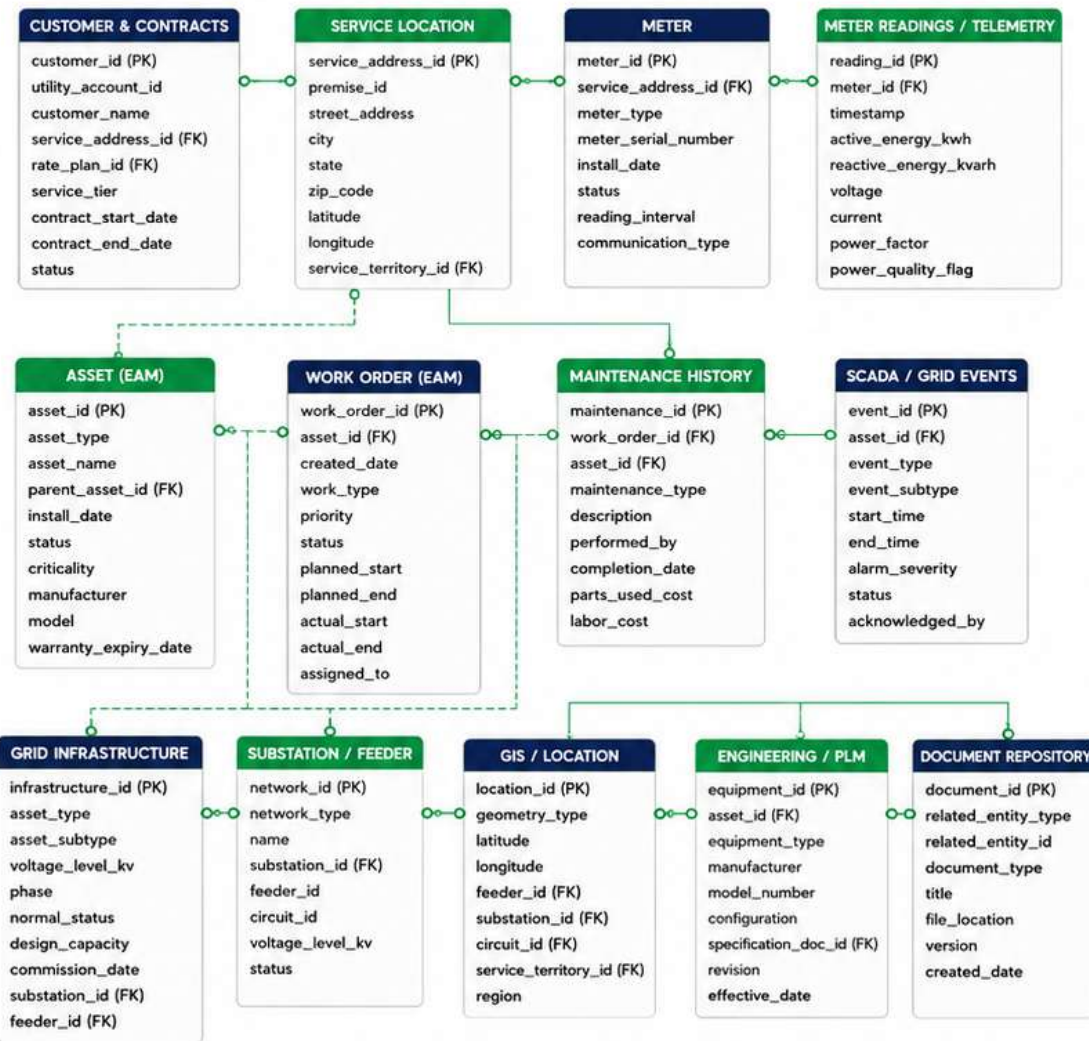 CUSTOMER & CONTRACTS
customer_id (PK)
utility_account_id
customer_name
service_address_id (FK)
rate_plan_id (FK)
service_tier
contract_start_date
contract_end_date
status
SERVICE LOCATION
service_address_id (PK)
premise_id
street_address
city
state
zip_code
latitude
longitude
service_territory_id (FK)
METER
meter_id (PK)
service_address_id (FK)
meter_type
meter_serial_number
install_date
status
reading_interval
communication_type
METER READINGS / TELEMETRY
reading_id (PK)
meter_id (FK)
timestamp
active_energy_kwh
reactive_energy_kvarh
voltage
current
power_factor
power_quality_flag
ASSET (EAM)
asset_id (PK)
asset_type
asset_name
parent_asset_id (FK)
install_date
status
criticality
manufacturer
model
warranty_expiry_date
WORK ORDER (EAM)
work_order_id (PK)
asset_id (FK)
created_date
work_type
priority
status
planned_start
planned_end
actual_start
actual_end
assigned_to
MAINTENANCE HISTORY
maintenance_id (PK)
work_order_id (FK)
asset_id (FK)
maintenance_type
description
performed_by
completion_date
parts_used_cost
labor_cost
SCADA / GRID EVENTS
event_id (PK)
asset_id (FK)
event_type
event_subtype
start_time
end_time
alarm_severity
status
acknowledged_by
GRID INFRASTRUCTURE
infrastructure_id (PK)
asset_type
asset_subtype
voltage_level_kv
phase
normal_status
design_capacity
commission_date
substation_id (FK)
feeder_id (FK)
SUBSTATION / FEEDER
network_id (PK)
network_type
name
substation_id (FK)
feeder_id
circuit_id
voltage_level_kv
status
GIS / LOCATION
location_id (PK)
geometry_type
latitude
longitude
feeder_id (FK)
substation_id (FK)
circuit_id (FK)
service_territory_id (FK)
region
ENGINEERING / PLM
equipment_id (PK)
asset_id (FK)
equipment_type
manufacturer
model_number
configuration
specification_doc_id (FK)
revision
effective_date
DOCUMENT REPOSITORY
document_id (PK)
related_entity_type
related_entity_id
document_type
title
file_location
version
created_date